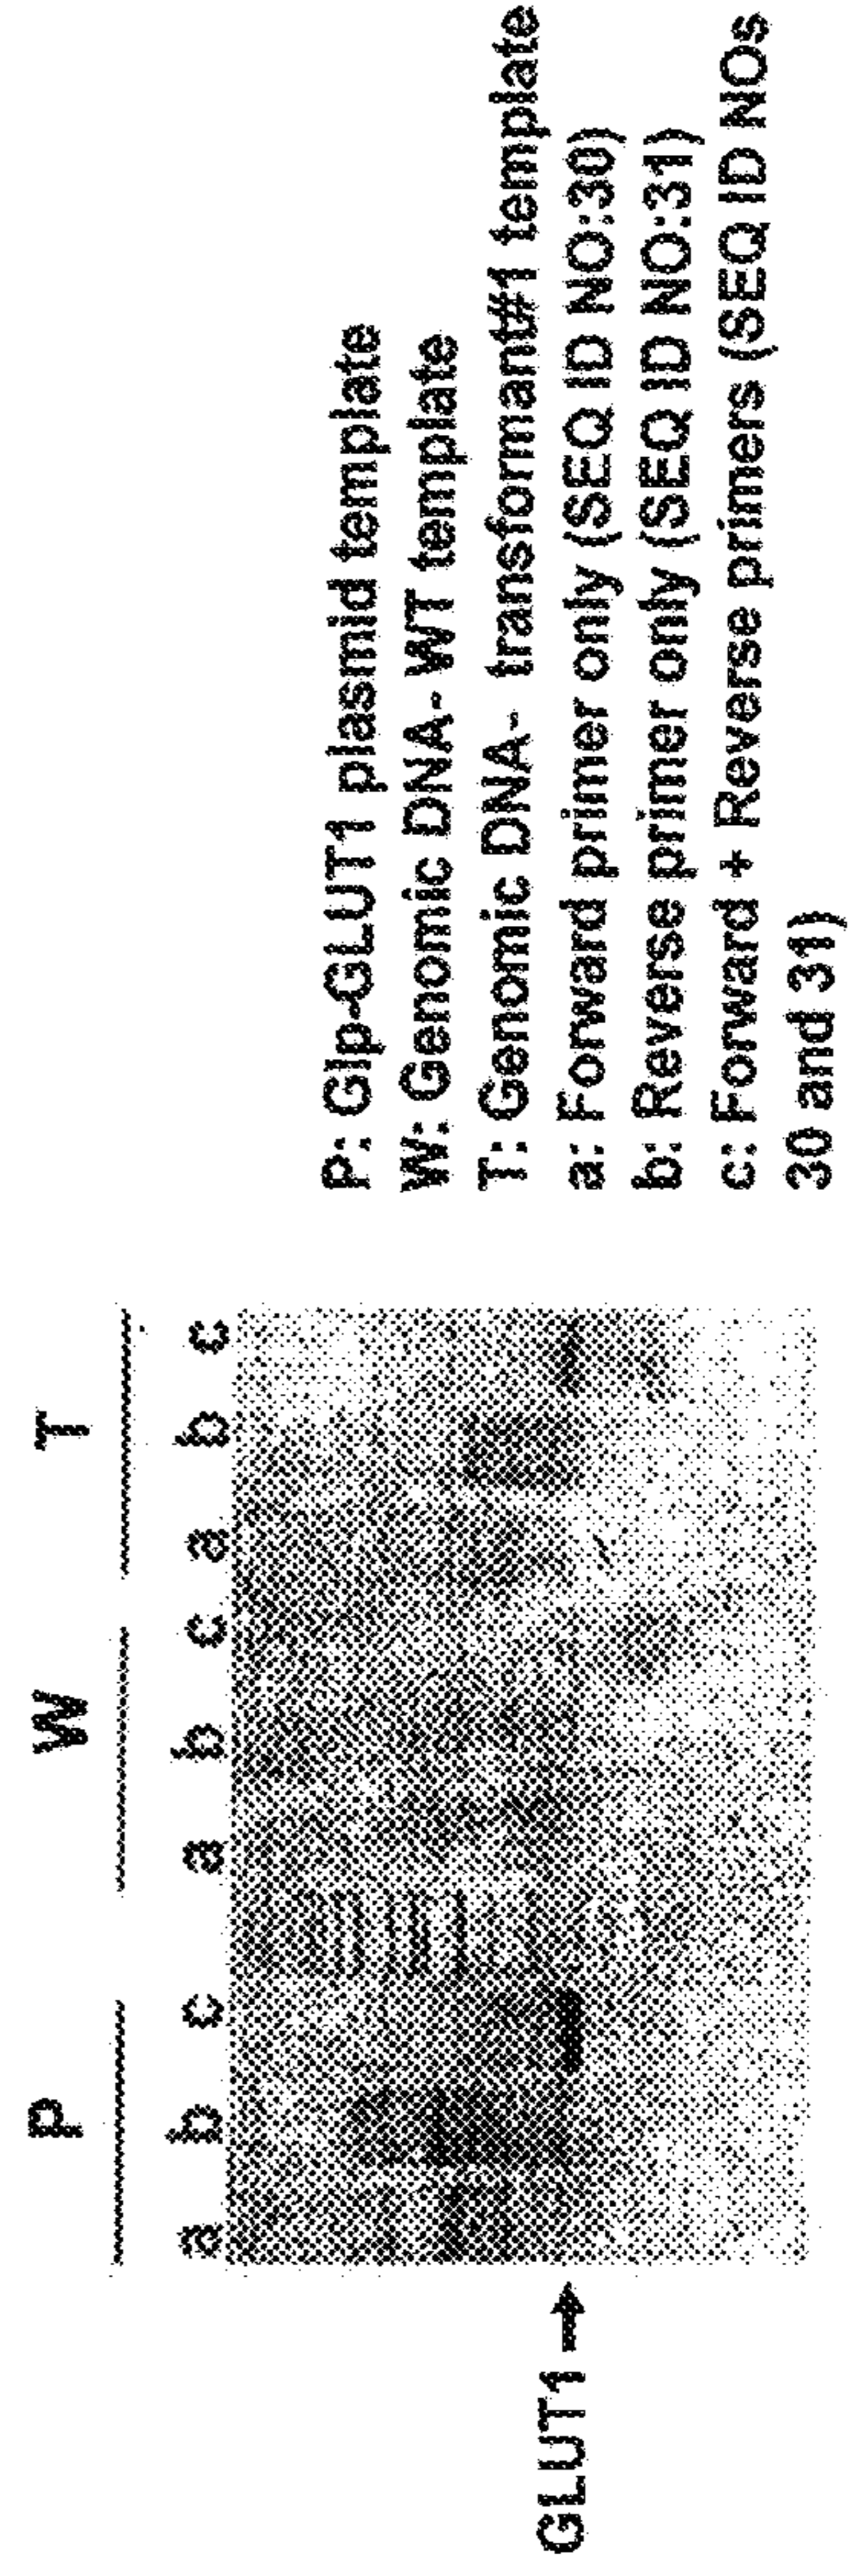 P
W
T
a b c
a b c
a b c
GLUT1
P: Glp-GLUT1 plasmid template
W: Genomic DNA- WT template
T: Genomic DNA- transformant#1 template
a: Forward primer only (SEQ ID NO:30)
b: Reverse primer only (SEQ ID NO:31)
c: Forward + Reverse primers (SEQ ID NOs
30 and 31)